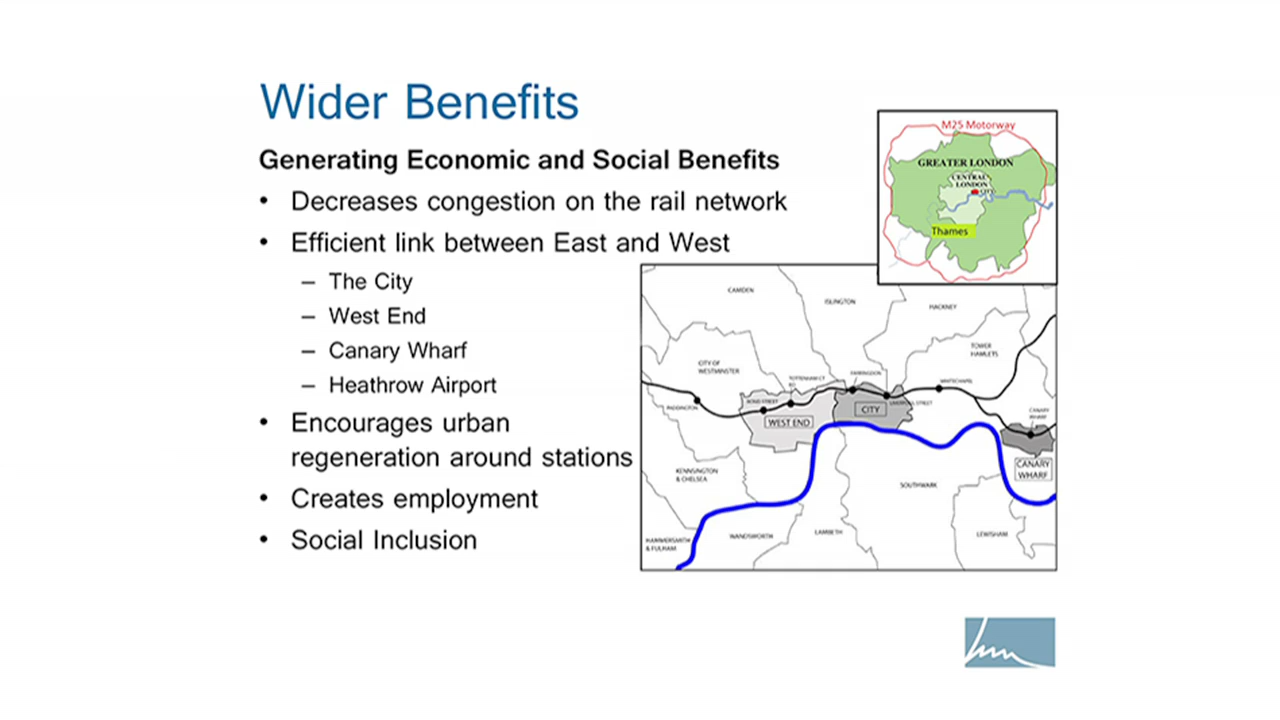 Wider Benefits
Generating Economic and Social Benefits
• Decreases congestion on the rail network
• Efficient link between East and West
– The City
– West End
– Canary Wharf
– Heathrow Airport
• Encourages urban
regeneration around stations
• Creates employment
• Social Inclusion
M25 Motorway
GREATER LONDON
CENTRAL
LONDON
CITY
Thames
CAMDEN
ISLINGTON
HACKNEY
TOWER
HAMLETS
CITY OF
WESTMINSTER
TOTTENHAM CT
RD
FARRINGDON
WHITECHAPEL
PADDINGTON
BOND STREET
LIVERPOOL STREET
WEST END
CITY
CANARY
WHARF
CANARY
WHARF
KENNSINGTON
& CHELSEA
SOUTHWARK
HAMMERSMITH
& FULHAM
WANDSWORTH
LAMBETH
LEWISHAM